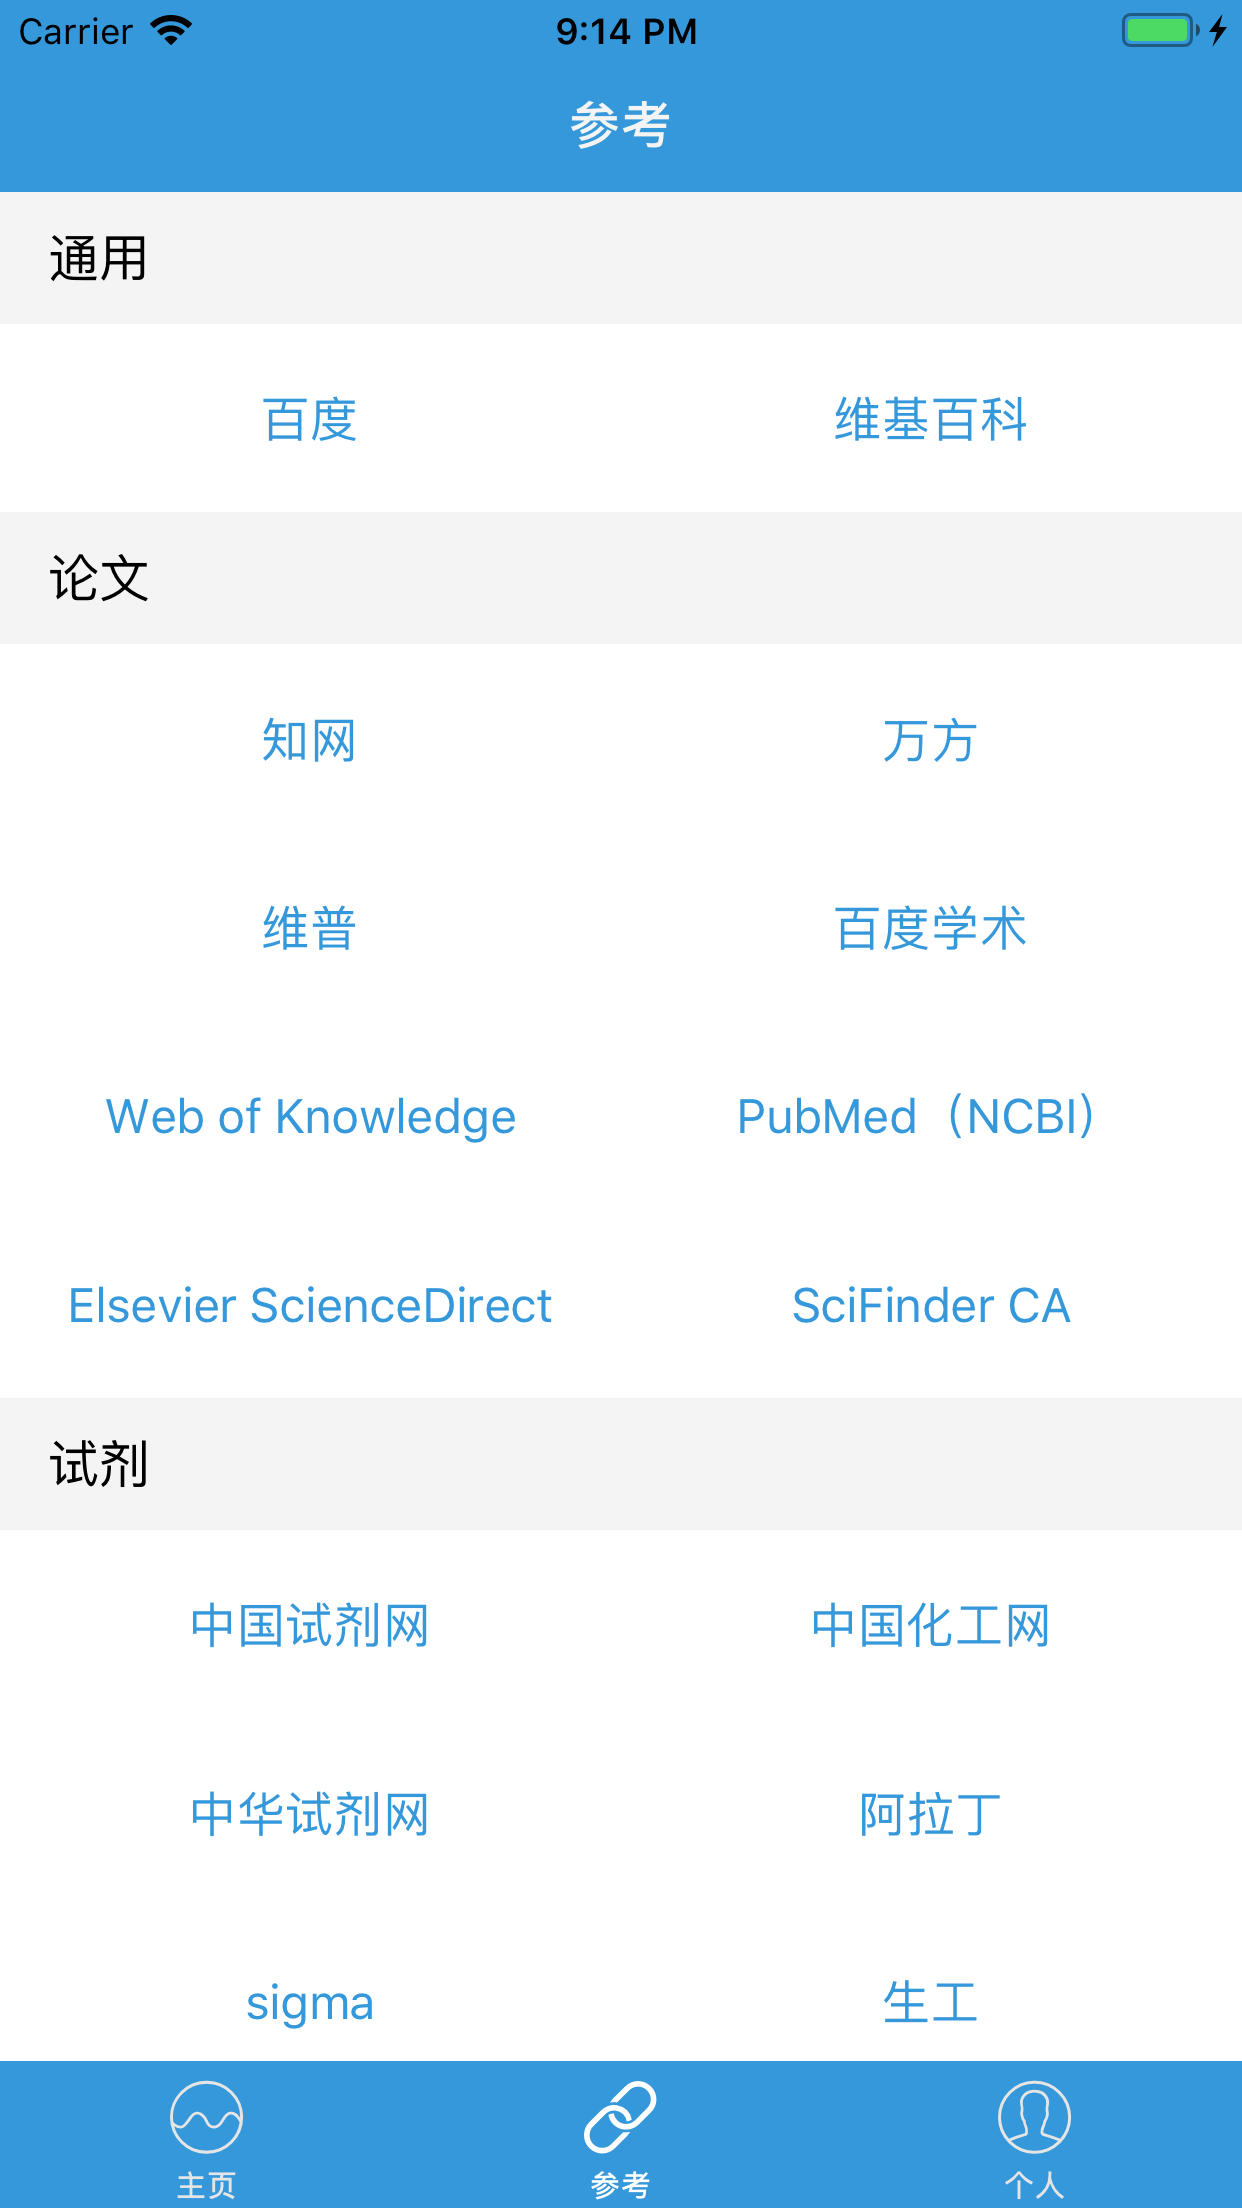 Carrier 9:14 PM
参考
通用
百度 维基百科
论文
知网 万方
维普 百度学术
Web of Knowledge PubMed（NCBI）
Elsevier ScienceDirect SciFinder CA
试剂
中国试剂网 中国化工网
中华试剂网 阿拉丁
sigma 生工
主页 参考 个人